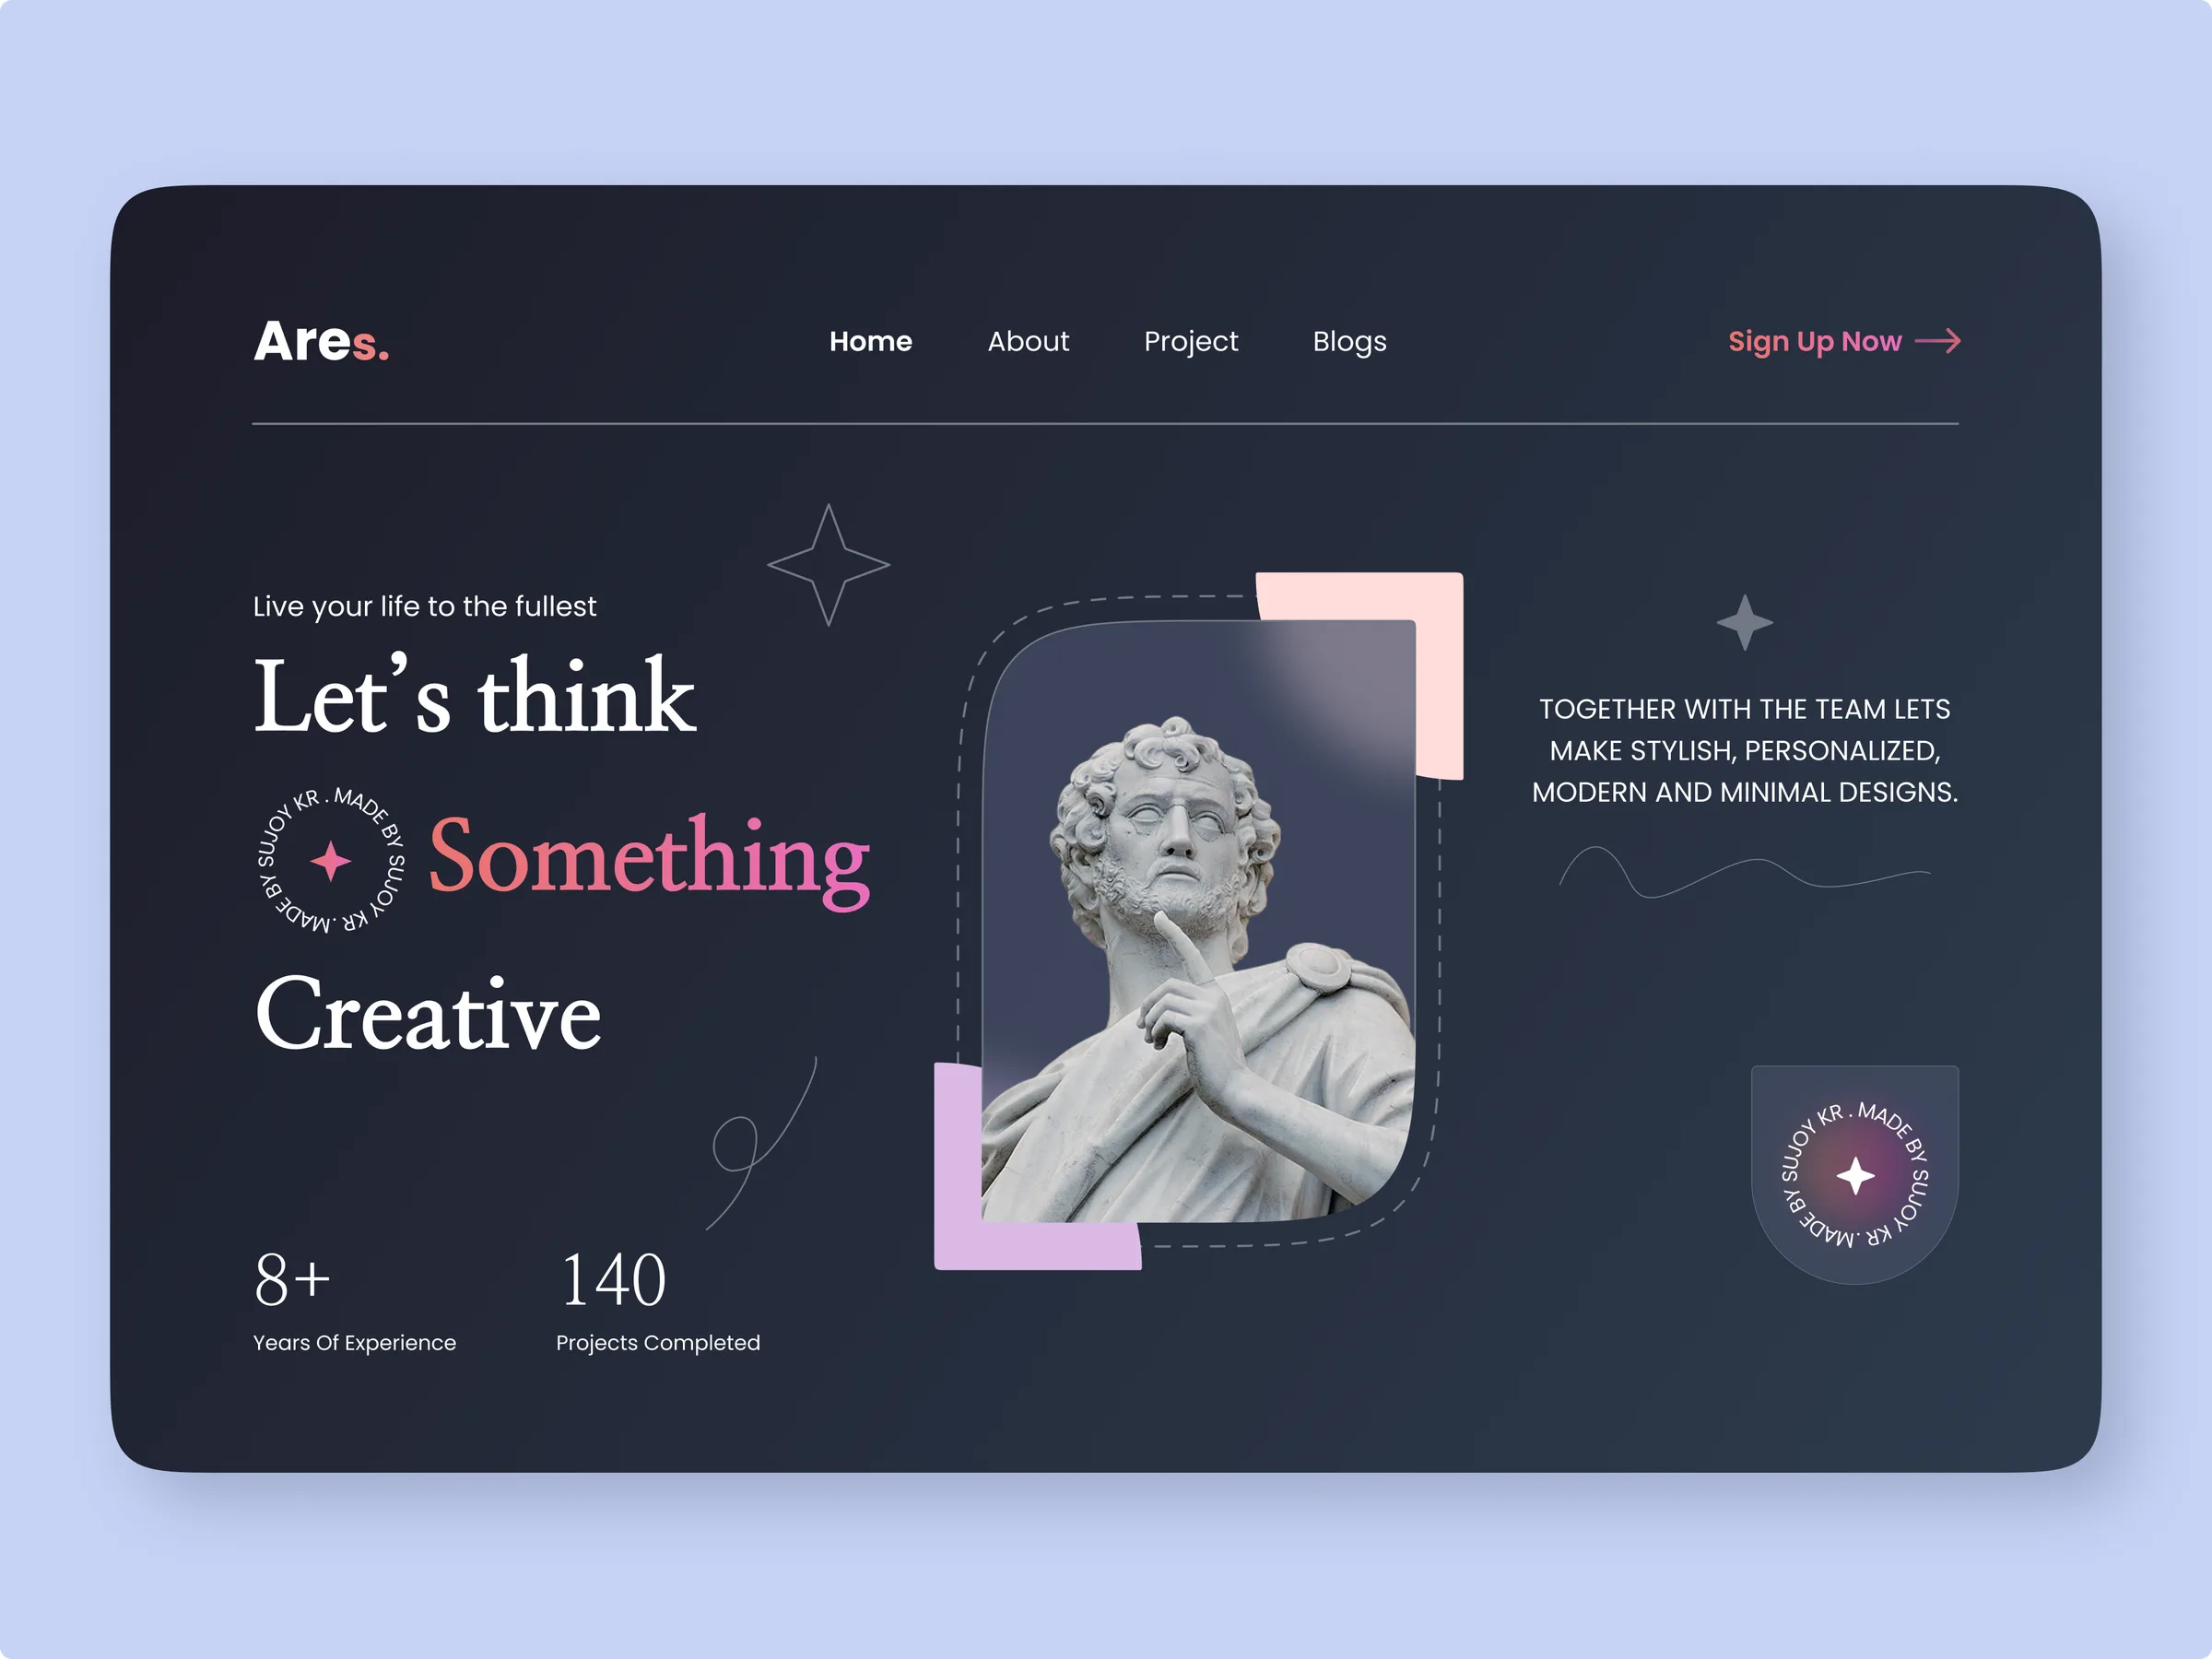 Ares.
Home About Project Blogs
Sign Up Now
Live your life to the fullest
Let’s think
MADE BY SUJOY KR . MADE BY SUJOY KR .
Something
Creative
8+
Years Of Experience
140
Projects Completed
TOGETHER WITH THE TEAM LETS
MAKE STYLISH, PERSONALIZED,
MODERN AND MINIMAL DESIGNS.
MADE BY SUJOY KR . MADE BY SUJOY KR .